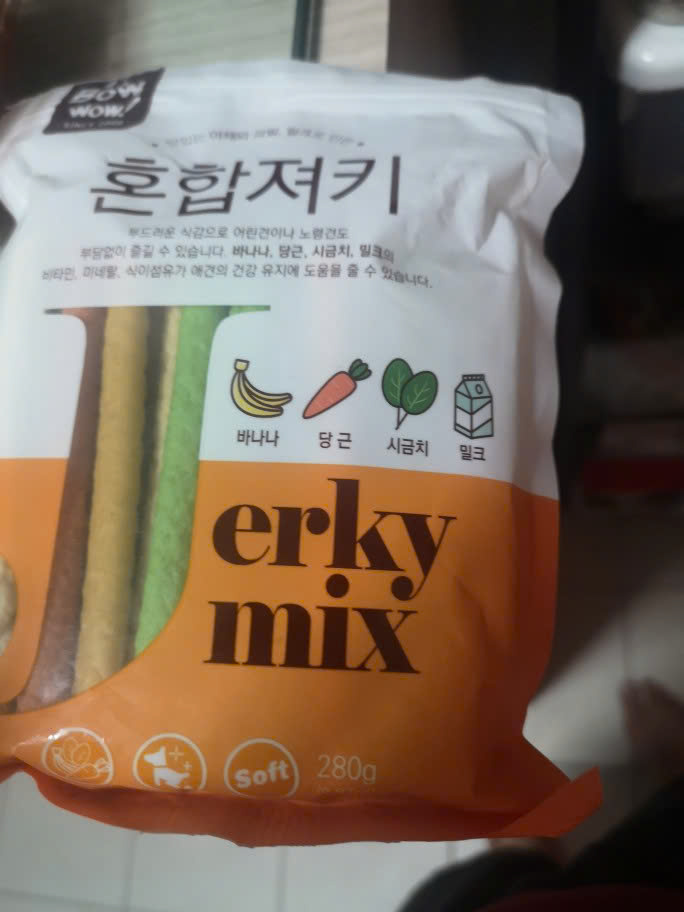 BOW
WOW!
혼합져키
부드러운 식감으로 어린견이나 노령견도
부담없이 즐길 수 있습니다. 바나나, 당근, 시금치, 밀크의
비타민, 미네랄, 식이섬유가 애견의 건강 유지에 도움을 줄 수 있습니다.
바나나
당근
시금치
밀크
Jerky
mix
Soft
280g